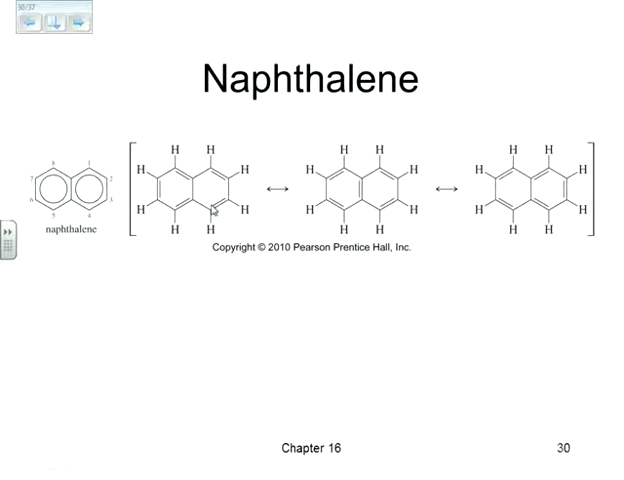 36/37
Naphthalene
H H H H H H
8 1 H H H H H H
7 2
6 3 H H H H H H
5 4
naphthalene H H H H H H
Copyright © 2010 Pearson Prentice Hall, Inc.
Chapter 16 30